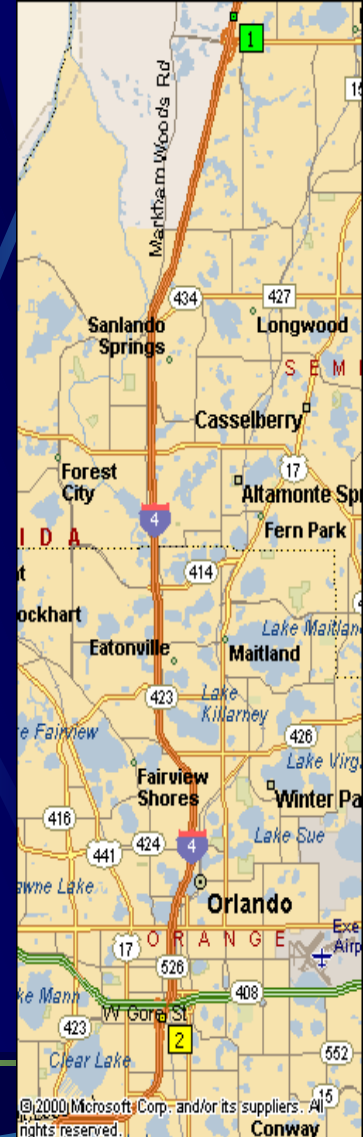 1
15
Markham Woods Rd
434
427
Sanlando
Springs
Longwood
S E M I
Casselberry
17
Forest
City
Altamonte Sp
4
Fern Park
I D A
414
ockhart
Lake Maitlan
Eatonville
Maitland
423
Lake
Killarney
426
re Fairview
Lake Virg
Fairview
Shores
Winter Pa
416
424
4
Lake Sue
441
awne Lake
Orlando
Exe
Airp
O R A N G E
17
526
ke Mann
408
W Gore St
423
2
552
Clear Lake
©2000 Microsoft Corp. and/or its suppliers. All
rights reserved.
15
Conway